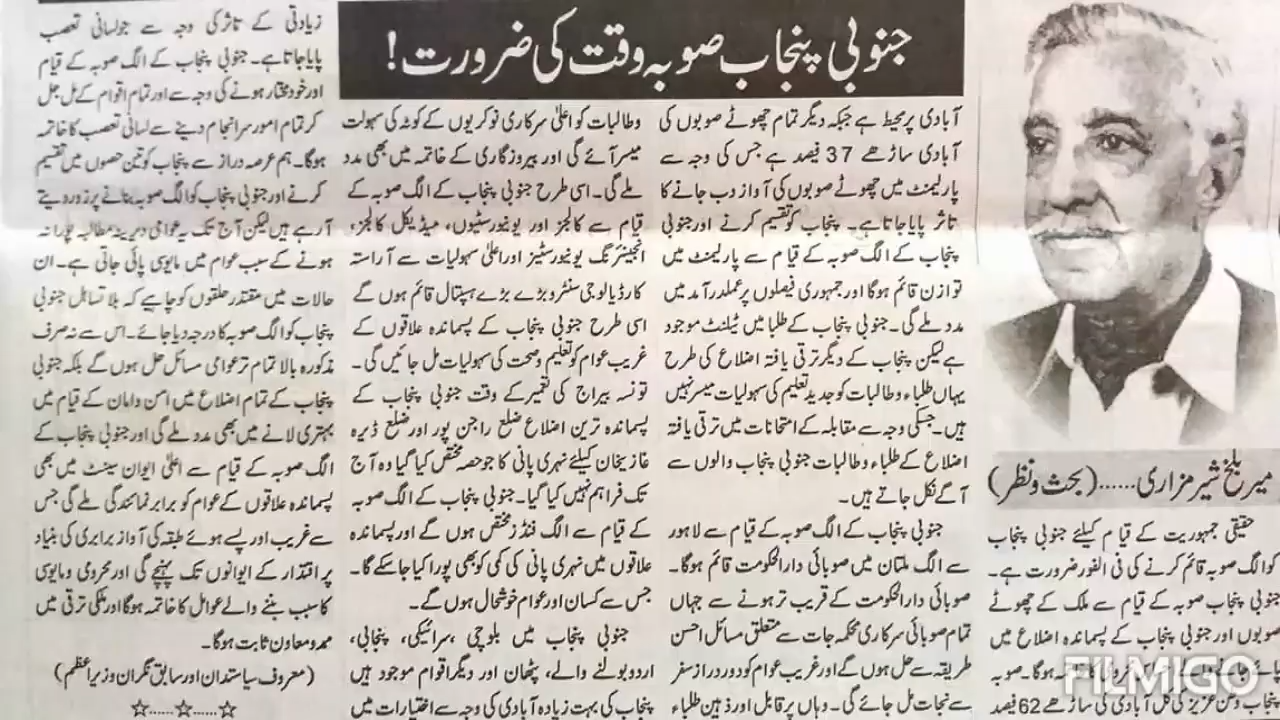 جنوبی پنجاب صوبہ وقت کی ضرورت!
میر بلخ شیر مزاری......(بحث ونظر)
حقیقی جمہوریت کے قیام کیلئے جنوبی پنجاب
کوالگ صوبہ قائم کرنے کی فی الفور ضرورت ہے۔
جنوبی پنجاب صوبہ کے قیام سے ملک کے چھوٹے
صوبوں اور جنوبی پنجاب کے پسماندہ اضلاع میں
ہوگا۔ صوبہ
پنجاب وطن عزیز کی کل آبادی کی ساڑھے 62 فیصد
آبادی پر محیط ہے جبکہ دیگر تمام چھوٹے صوبوں کی
آبادی ساڑھے 37 فیصد ہے جس کی وجہ سے
پارلیمنٹ میں چھوٹے صوبوں کی آواز دب جانے کا
تاثر پایا جاتا ہے۔ پنجاب کو تقسیم کرنے اور جنوبی
پنجاب کے الگ صوبہ کے قیام سے پارلیمنٹ میں
توازن قائم ہوگا اور جمہوری فیصلوں پر عملدرآمد میں
مدد ملے گی۔ جنوبی پنجاب کے طلبا میں ٹیلنٹ موجود
ہے لیکن پنجاب کے دیگر ترقی یافتہ اضلاع کی طرح
یہاں طلباء وطالبات کو جدید تعلیم کی سہولیات میسر نہیں
ہیں۔ جسکی وجہ سے مقابلہ کے امتحانات میں ترقی یافتہ
اضلاع کے طلباء وطالبات جنوبی پنجاب والوں سے
آگے نکل جاتے ہیں۔
جنوبی پنجاب کے الگ صوبہ کے قیام سے لاہور
سے الگ ملتان میں صوبائی دارالحکومت قائم ہوگا۔
صوبائی دارالحکومت کے قریب تر ہونے سے جہاں
تمام صوبائی سرکاری محکمہ جات سے متعلق مسائل احسن
طریقہ سے حل ہوں گے اور غریب عوام کو دور دراز سفر
سے نجات مل جائے گی۔ وہاں پر قابل اور ذہین طلباء
وطالبات کو اعلیٰ سرکاری نوکریوں کے کوٹہ کی سہولت
میسر آئے گی اور بیروزگاری کے خاتمہ میں بھی مدد
ملے گی۔ اسی طرح جنوبی پنجاب کے الگ صوبہ کے
قیام سے کالجز اور یونیورسٹیوں، میڈیکل کالجز،
انجینئرنگ یونیورسٹیز اور اعلیٰ سہولیات سے آراستہ
کارڈیالوجی سنٹر و بڑے بڑے ہسپتال قائم ہوں گے
اسی طرح جنوبی پنجاب کے پسماندہ علاقوں کے
غریب عوام کو تعلیم وصحت کی سہولیات مل جائیں گی۔
تونسہ بیراج کی تعمیر کے وقت جنوبی پنجاب کے
پسماندہ ترین اضلاع ضلع راجن پور اور ضلع ڈیرہ
غازیخان کیلئے نہری پانی کا جو حصہ مختص کیا گیا وہ آج
تک فراہم نہیں کیا گیا۔ جنوبی پنجاب کے الگ صوبہ
کے قیام سے الگ فنڈز مختص ہوں گے اور پسماندہ
علاقوں میں نہری پانی کی کمی کو بھی پورا کیا جاسکے گا۔
جس سے کسان اور عوام خوشحال ہوں گے۔
جنوبی پنجاب میں بلوچی، سرائیکی، پنجابی،
اردو بولنے والے، پٹھان اور دیگر اقوام موجود ہیں
پنجاب کی بہت زیادہ آبادی کی وجہ سے اختیارات میں
زیادتی کے تاثر کی وجہ سے جو لسانی تعصب
پایا جاتا ہے۔ جنوبی پنجاب کے الگ صوبہ کے قیام
اور خود مختار ہونے کی وجہ سے اور تمام اقوام کے مل جل
کر تمام امور سرانجام دینے سے لسانی تعصب کا خاتمہ
ہوگا۔ ہم عرصہ دراز سے پنجاب کو تین حصوں میں تقسیم
کرنے اور جنوبی پنجاب کو الگ صوبہ بنانے پر زور دیتے
آرہے ہیں لیکن آج تک یہ عوامی دیرینہ مطالبہ پورا نہ
ہونے کے سبب عوام میں مایوسی پائی جاتی ہے۔ ان
حالات میں مقتدر حلقوں کو چاہیے کہ بلا تساہل جنوبی
پنجاب کو الگ صوبہ کا درجہ دیا جائے۔ اس سے نہ صرف
مذکورہ بالا تمام تر عوامی مسائل حل ہوں گے بلکہ جنوبی
پنجاب کے تمام اضلاع میں امن وامان کے قیام میں
بہتری لانے میں بھی مدد ملے گی اور جنوبی پنجاب کے
الگ صوبہ کے قیام سے اعلیٰ ایوان سینٹ میں بھی
پسماندہ علاقوں کے عوام کو برابر نمائندگی ملے گی جس
سے غریب اور پسے ہوئے طبقہ کی آواز برابری کی بنیاد
پر اقتدار کے ایوانوں تک پہنچے گی اور محرومی ومایوسی
کا سبب بننے والے عوامل کا خاتمہ ہوگا اور ملکی ترقی میں
ممد ومعاون ثابت ہوگا۔
(معروف سیاستدان اور سابق نگران وزیراعظم)
☆.....☆.....☆
FILMIGO